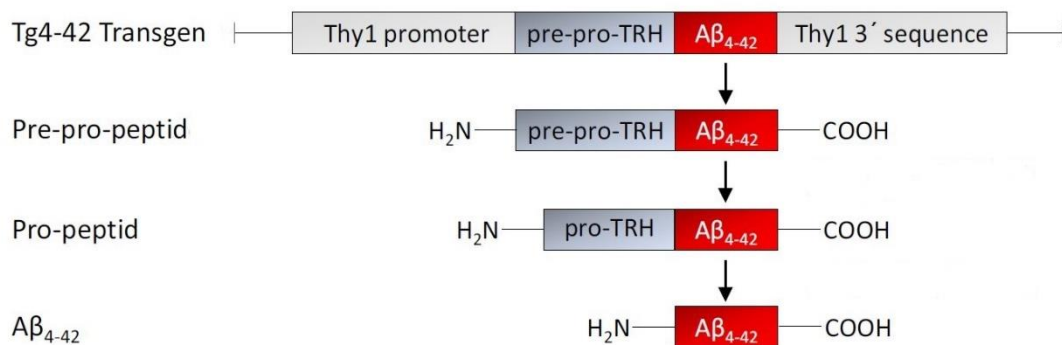 Tg4-42 Transgen Thy1 promoter pre-pro-TRH Aβ4-42 Thy1 3´ sequence
Pre-pro-peptid H2N pre-pro-TRH Aβ4-42 COOH
Pro-peptid H2N pro-TRH Aβ4-42 COOH
Aβ4-42 H2N Aβ4-42 COOH